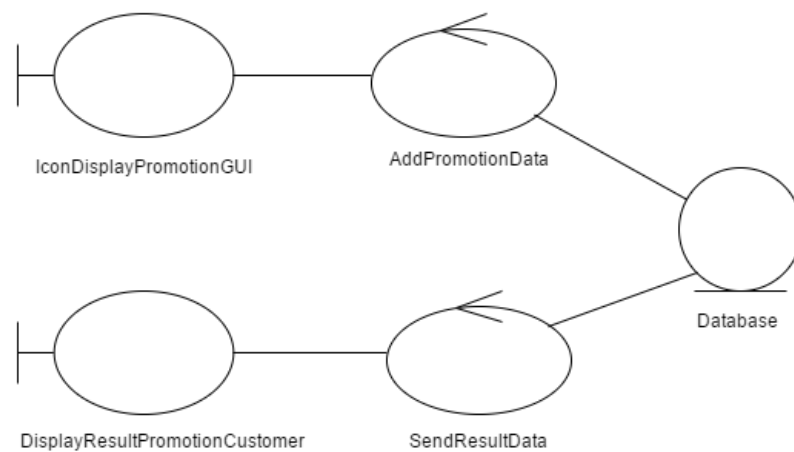 IconDisplayPromotionGUI
AddPromotionData
Database
DisplayResultPromotionCustomer
SendResultData